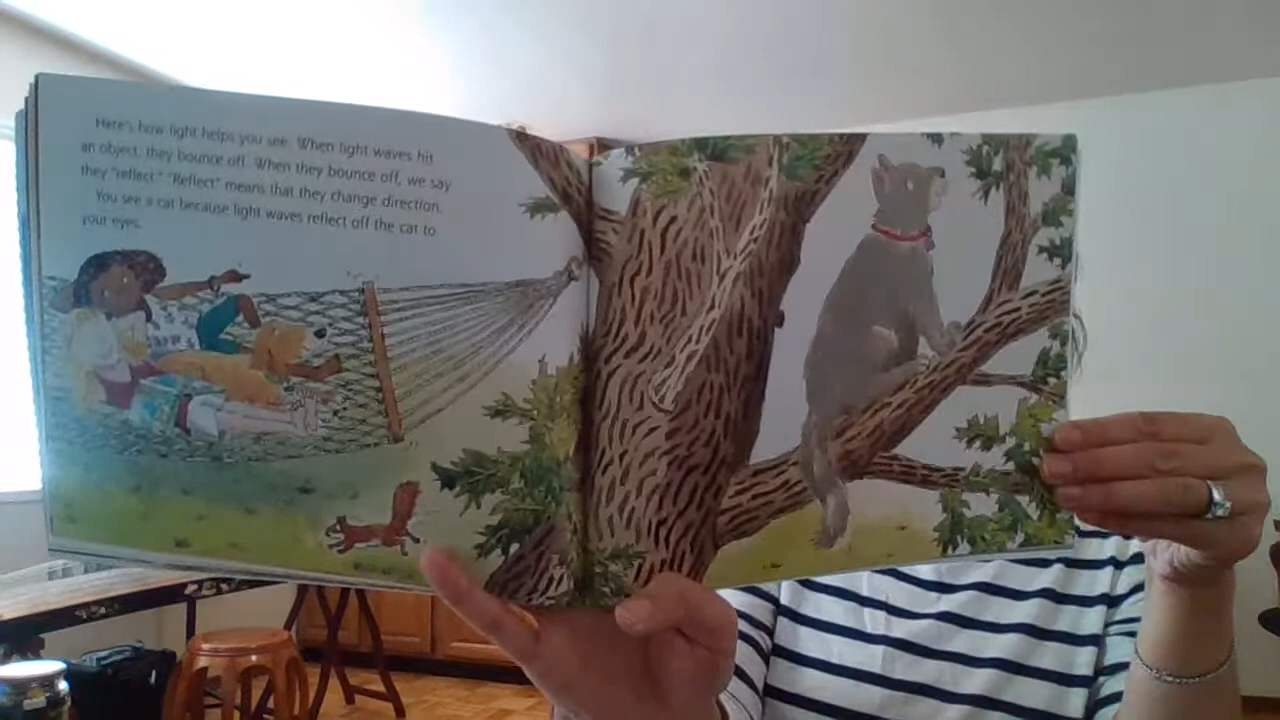 Here's how light helps you see. When light waves hit
an object, they bounce off. When they bounce off, we say
they "reflect." "Reflect" means that they change direction.
You see a cat because light waves reflect off the cat to
your eyes.